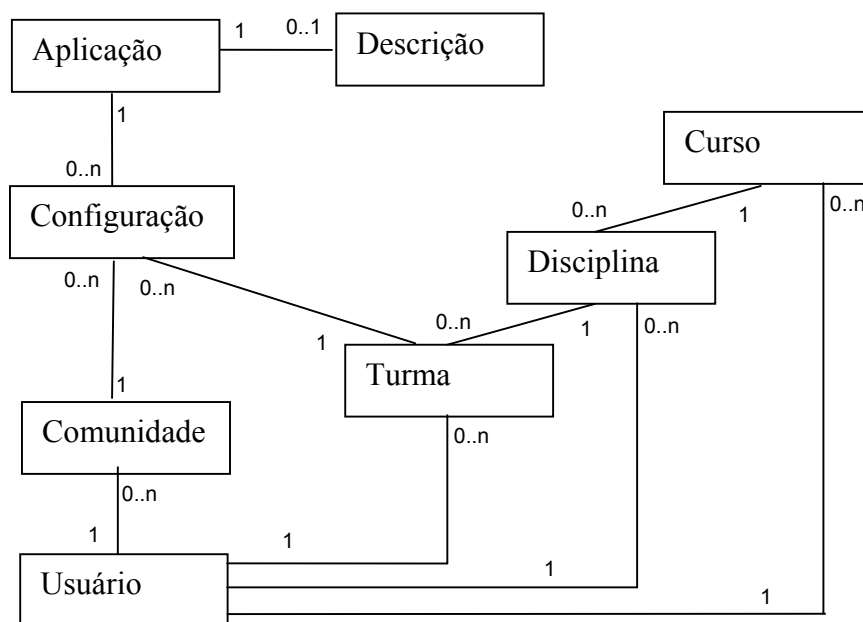 Aplicação
1
0..1
Descrição
1
0..n
Curso
Configuração
0..n
1
0..n
Disciplina
0..n
0..n
1
0..n
1
0..n
Turma
1
Comunidade
0..n
0..n
1
1
1
1
Usuário